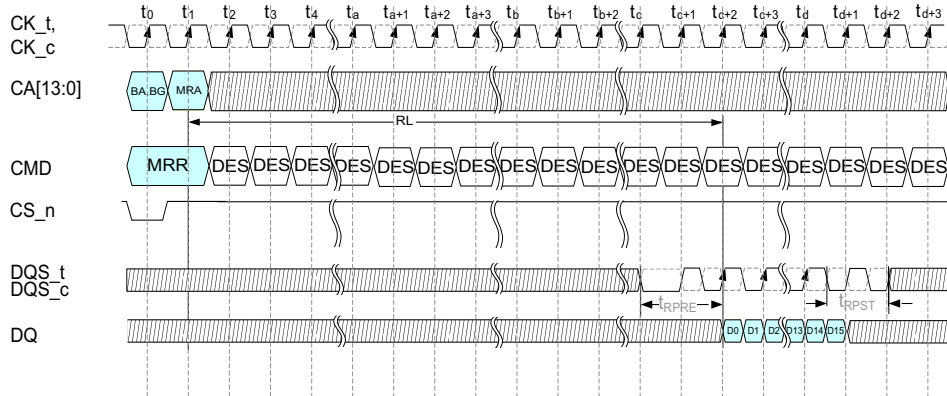 t0 t1 t2 t3 t4 ta ta+1 ta+2 ta+3 tb tb+1 tb+2 tc tc+1 tc+2 tc+3 td td+1 td+2 td+3
CK_t,
CK_c
CA[13:0] BA, BG MRA
RL
CMD MRR DES DES DES DES DES DES DES DES DES DES DES DES DES DES DES DES DES DES
CS_n
DQS_t
DQS_c
tRPRE tRPST
DQ D0 D1 D2 D13 D14 D15